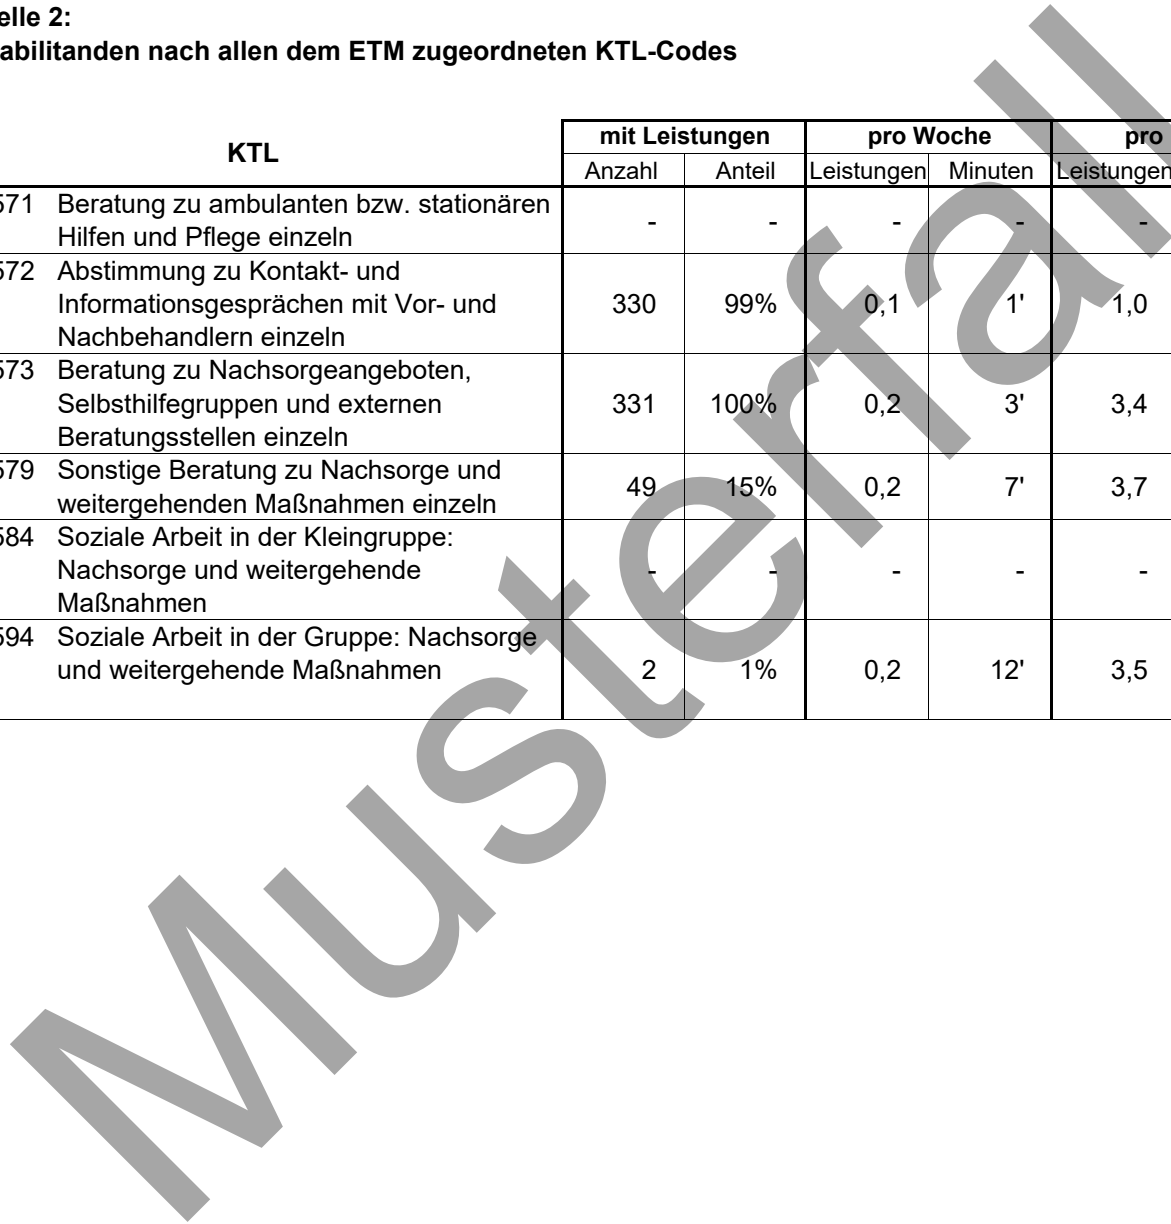 elle 2:
abilitanden nach allen dem ETM zugeordneten KTL-Codes
KTL
mit Leistungen pro Woche pro
Anzahl Anteil Leistungen Minuten Leistungen
571 Beratung zu ambulanten bzw. stationären
Hilfen und Pflege einzeln
- - - - -
572 Abstimmung zu Kontakt- und
Informationsgesprächen mit Vor- und
Nachbehandlern einzeln
330 99% 0,1 1' 1,0
573 Beratung zu Nachsorgeangeboten,
Selbsthilfegruppen und externen
Beratungsstellen einzeln
331 100% 0,2 3' 3,4
579 Sonstige Beratung zu Nachsorge und
weitergehenden Maßnahmen einzeln
49 15% 0,2 7' 3,7
584 Soziale Arbeit in der Kleingruppe:
Nachsorge und weitergehende
Maßnahmen
- - - - -
594 Soziale Arbeit in der Gruppe: Nachsorge
und weitergehende Maßnahmen
2 1% 0,2 12' 3,5
Musterfall